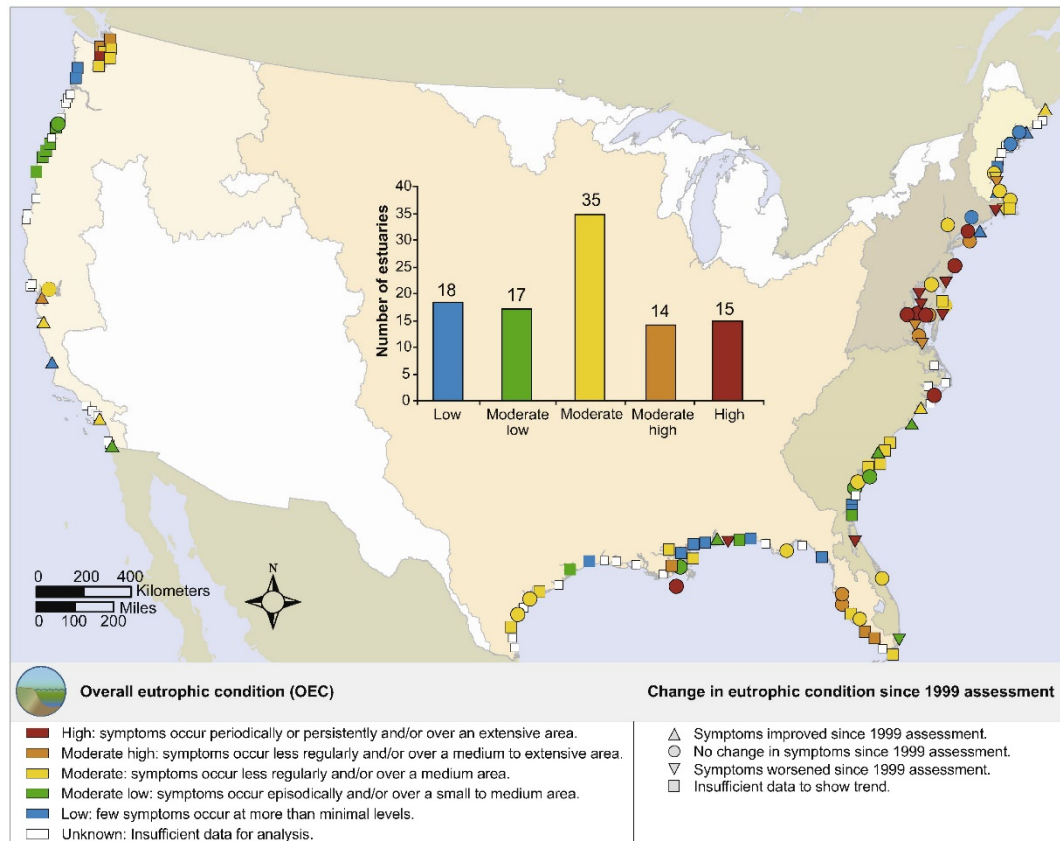 40
35
30
25
20
15
10
5
0
Number of estuaries
18
17
35
14
15
Low
Moderate low
Moderate
Moderate high
High
0 200 400
Kilometers
Miles
0 100 200
N
Overall eutrophic condition (OEC)
High: symptoms occur periodically or persistently and/or over an extensive area.
Moderate high: symptoms occur less regularly and/or over a medium to extensive area.
Moderate: symptoms occur less regularly and/or over a medium area.
Moderate low: symptoms occur episodically and/or over a small to medium area.
Low: few symptoms occur at more than minimal levels.
Unknown: Insufficient data for analysis.
Change in eutrophic condition since 1999 assessment
Symptoms improved since 1999 assessment.
No change in symptoms since 1999 assessment.
Symptoms worsened since 1999 assessment.
Insufficient data to show trend.